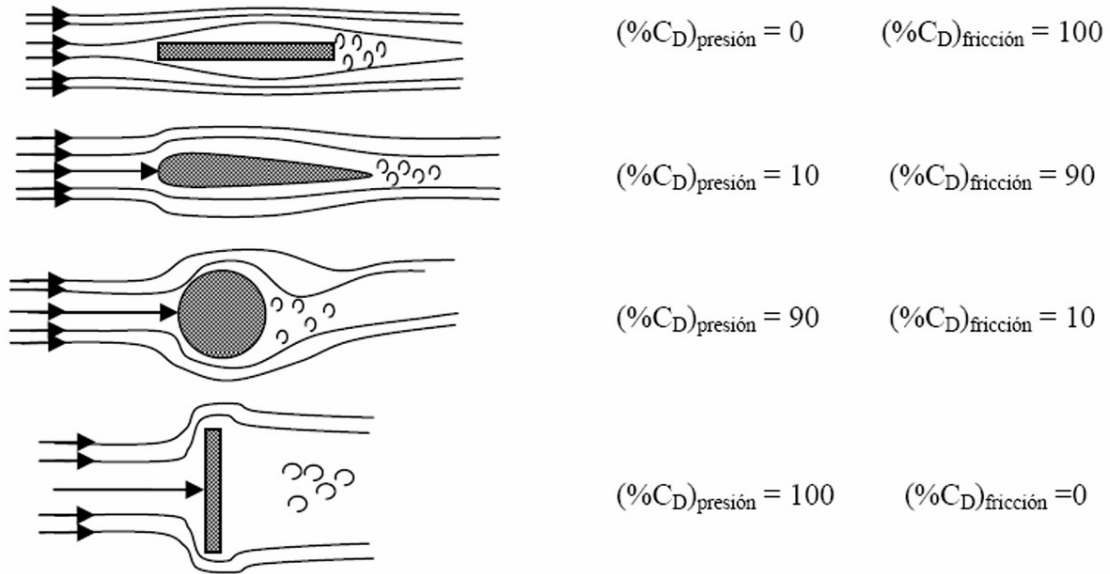 (%C_D)_presión = 0 (%C_D)_fricción = 100
(%C_D)_presión = 10 (%C_D)_fricción = 90
(%C_D)_presión = 90 (%C_D)_fricción = 10
(%C_D)_presión = 100 (%C_D)_fricción =0